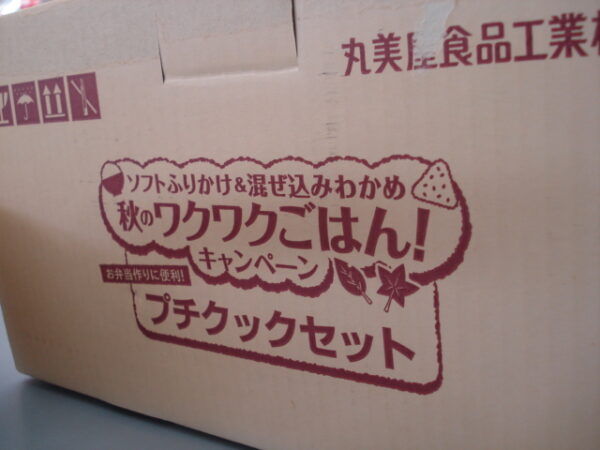 丸美屋食品工業株
ソフトふりかけ&混ぜ込みわかめ
秋のワクワクごはん!
キャンペーン
お弁当作りに便利!
プチクックセット